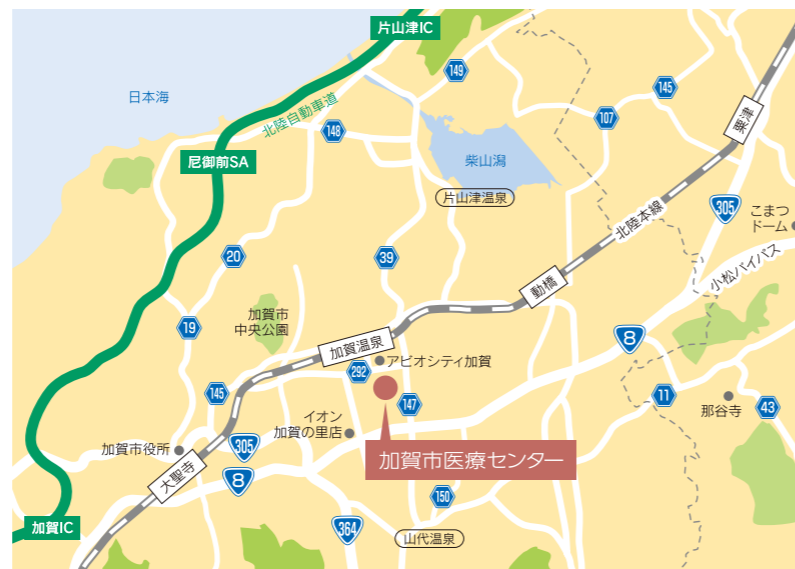 片山津IC
149
145
日本海
北陸自動車道
148
107
粟津
尼御前SA
柴山潟
片山津温泉
305
こまつ
ドーム
北陸本線
20
39
小松バイパス
動橋
加賀市
中央公園
19
加賀温泉
8
アビオシティ加賀
292
145
147
11
那谷寺
43
イオン
加賀の里店
加賀市役所
305
加賀市医療センター
大聖寺
8
150
加賀IC
364
山代温泉